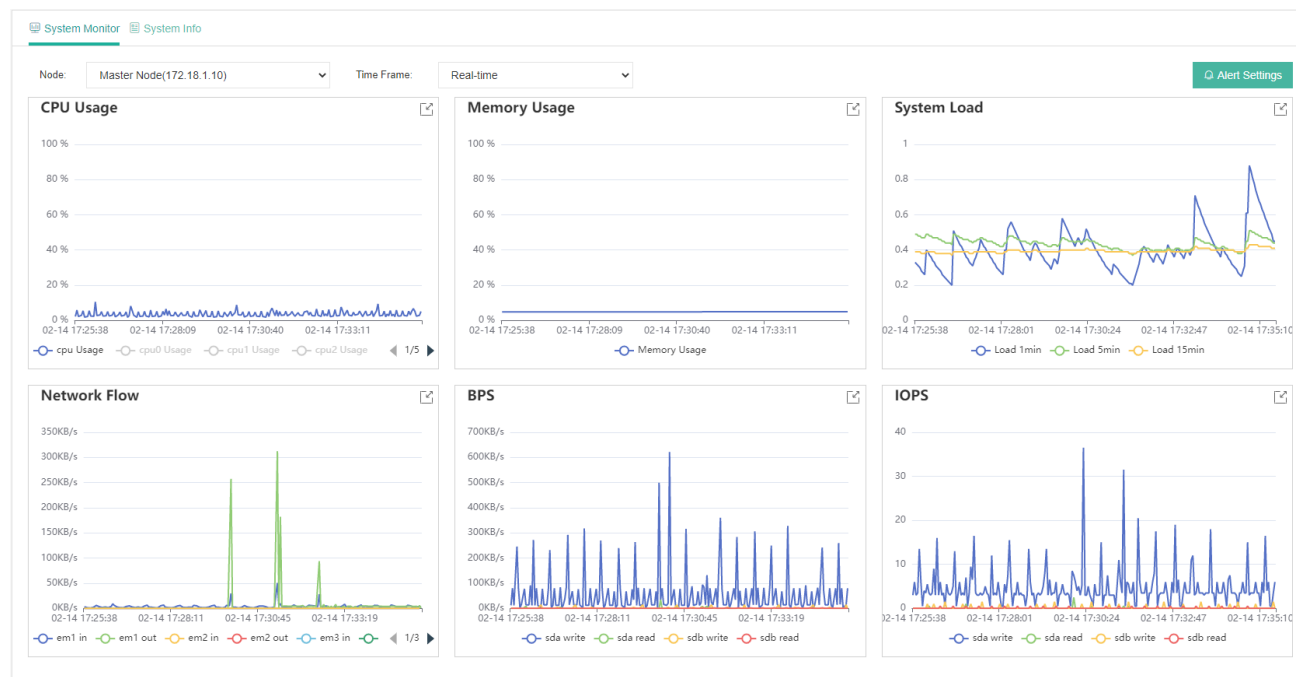 System Monitor System Info
Node: Master Node(172.18.1.10) Time Frame: Real-time Alert Settings
CPU Usage
100 %
80 %
60 %
40 %
20 %
0 %
02-14 17:25:38 02-14 17:28:09 02-14 17:30:40 02-14 17:33:11
cpu Usage cpu0 Usage cpu1 Usage cpu2 Usage 1/5
Memory Usage
100 %
80 %
60 %
40 %
20 %
0 %
02-14 17:25:38 02-14 17:28:09 02-14 17:30:40 02-14 17:33:11
Memory Usage
System Load
1
0.8
0.6
0.4
0.2
0
02-14 17:25:38 02-14 17:28:01 02-14 17:30:24 02-14 17:32:47 02-14 17:35:10
Load 1min Load 5min Load 15min
Network Flow
350KB/s
300KB/s
250KB/s
200KB/s
150KB/s
100KB/s
50KB/s
0KB/s
02-14 17:25:38 02-14 17:28:11 02-14 17:30:45 02-14 17:33:19
em1 in em1 out em2 in em2 out em3 in 1/3
BPS
700KB/s
600KB/s
500KB/s
400KB/s
300KB/s
200KB/s
100KB/s
0KB/s
02-14 17:25:38 02-14 17:28:11 02-14 17:30:45 02-14 17:33:19
sda write sda read sdb write sdb read
IOPS
40
30
20
10
0
02-14 17:25:38 02-14 17:28:01 02-14 17:30:24 02-14 17:32:47 02-14 17:35:10
sda write sda read sdb write sdb read